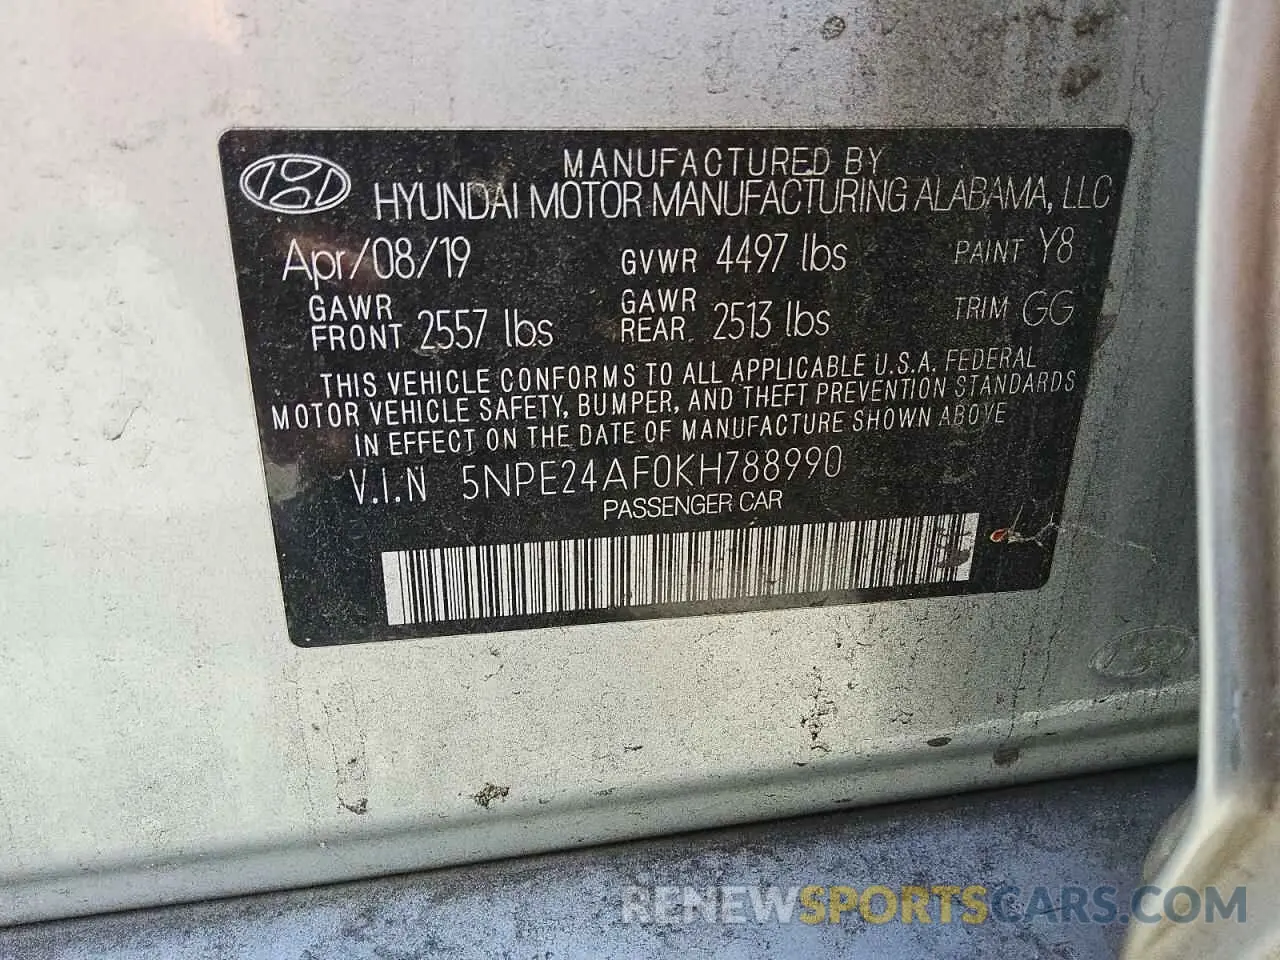 MANUFACTURED BY
HYUNDAI MOTOR MANUFACTURING ALABAMA, LLC
Apr/08/19 GVWR 4497 lbs PAINT Y8
GAWR FRONT 2557 lbs GAWR REAR 2513 lbs TRIM GG
THIS VEHICLE CONFORMS TO ALL APPLICABLE U.S.A. FEDERAL
MOTOR VEHICLE SAFETY, BUMPER, AND THEFT PREVENTION STANDARDS
IN EFFECT ON THE DATE OF MANUFACTURE SHOWN ABOVE
V.I.N 5NPE24AF0KH788990
PASSENGER CAR
RENEWSPORTSCARS.COM